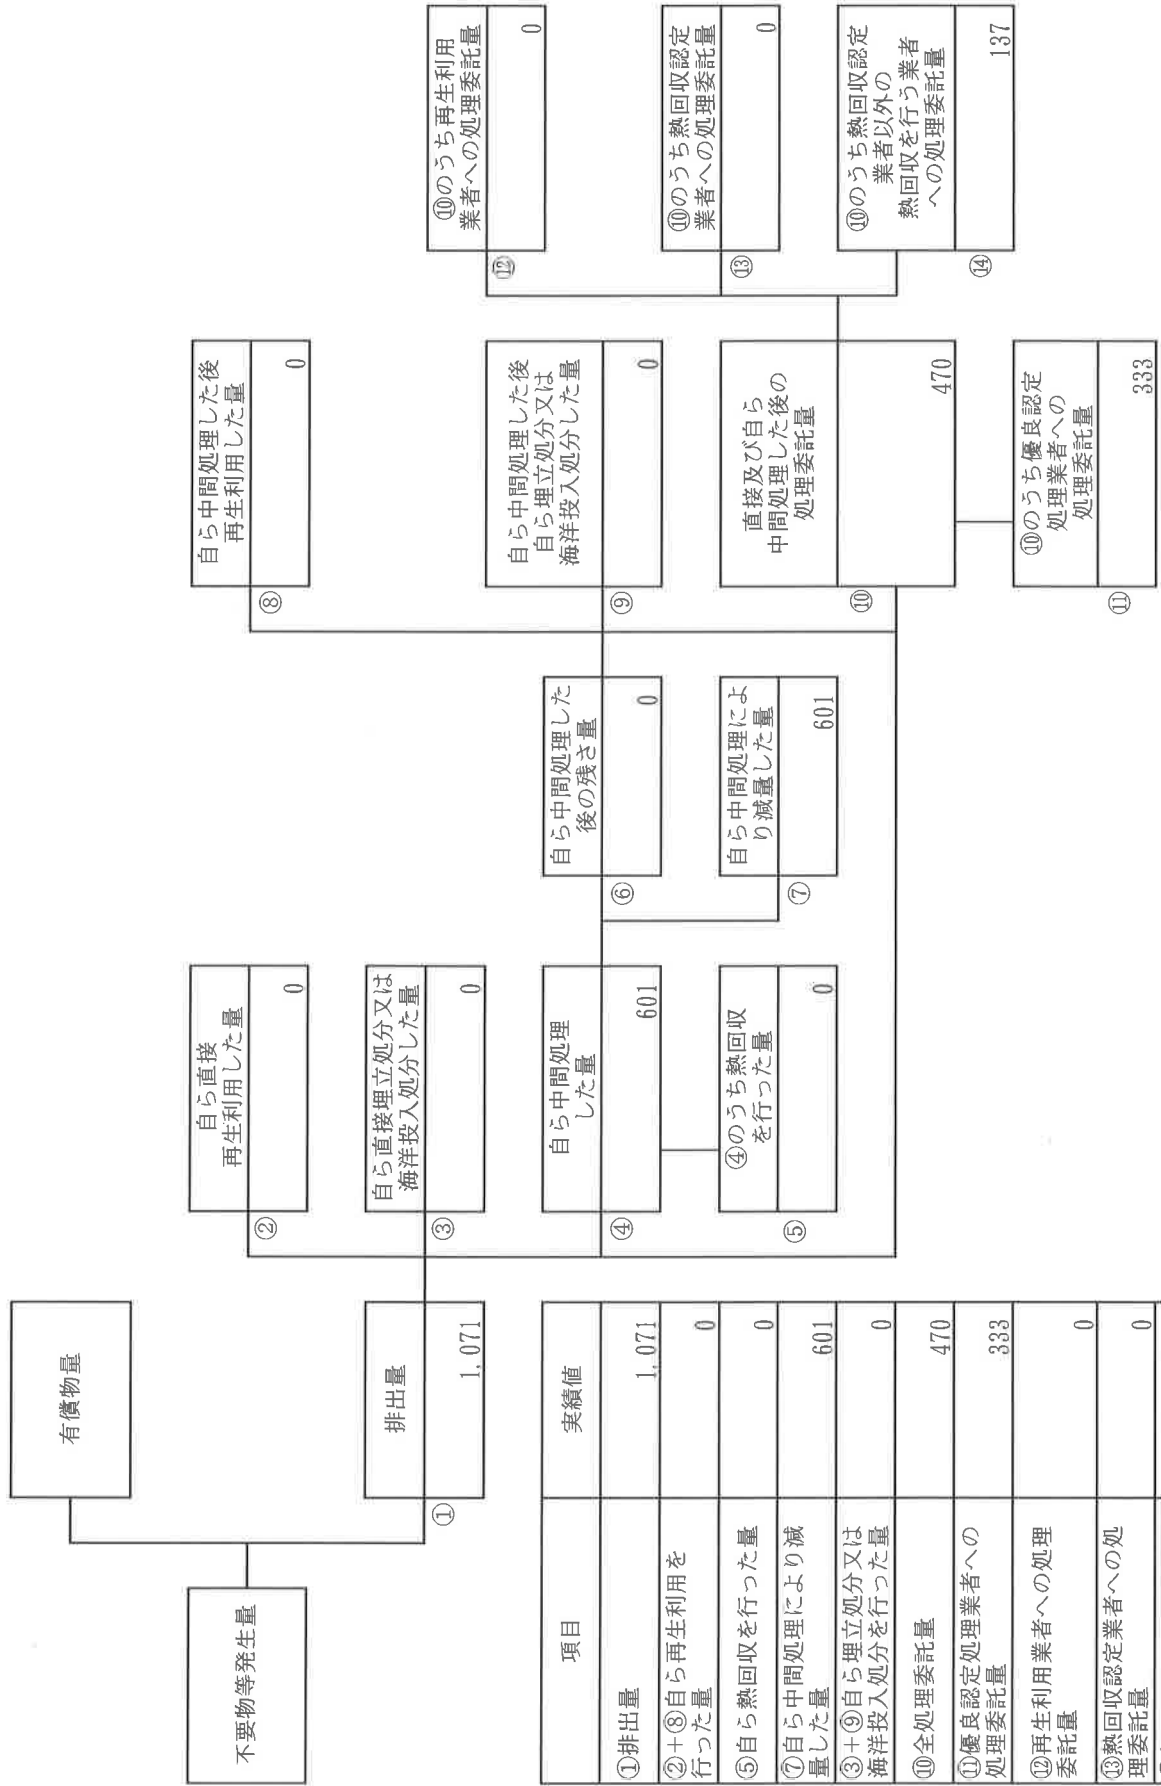 不要物等発生量
有償物量
排出量
①
1,071
自ら直接
再生利用した量
②
0
自ら直接埋立処分又は
海洋投入処分した量
③
0
自ら中間処理
した量
④
601
④のうち熱回収
を行った量
⑤
0
自ら中間処理した
後の残さ量
⑥
0
自ら中間処理によ
り減量した量
⑦
601
自ら中間処理した後
再生利用した量
⑧
0
自ら中間処理した後
自ら埋立処分又は
海洋投入処分した量
⑨
0
直接及び自ら
中間処理した後の
処理委託量
⑩
470
⑩のうち優良認定
処理業者への
処理委託量
⑪
333
⑩のうち再生利用
業者への処理委託量
⑫
0
⑩のうち熱回収認定
業者への処理委託量
⑬
0
⑩のうち熱回収認定
業者以外の
熱回収を行う業者
への処理委託量
⑭
137
項目
実績値
①排出量
1,071
②+⑧自ら再生利用を
行った量
0
⑤自ら熱回収を行った量
0
⑦自ら中間処理により減
量した量
601
③+⑨自ら埋立処分又は
海洋投入処分を行った量
0
⑩全処理委託量
470
⑪優良認定処理業者への
処理委託量
333
⑫再生利用業者への処理
委託量
0
⑬熱回収認定業者への処
理委託量
0